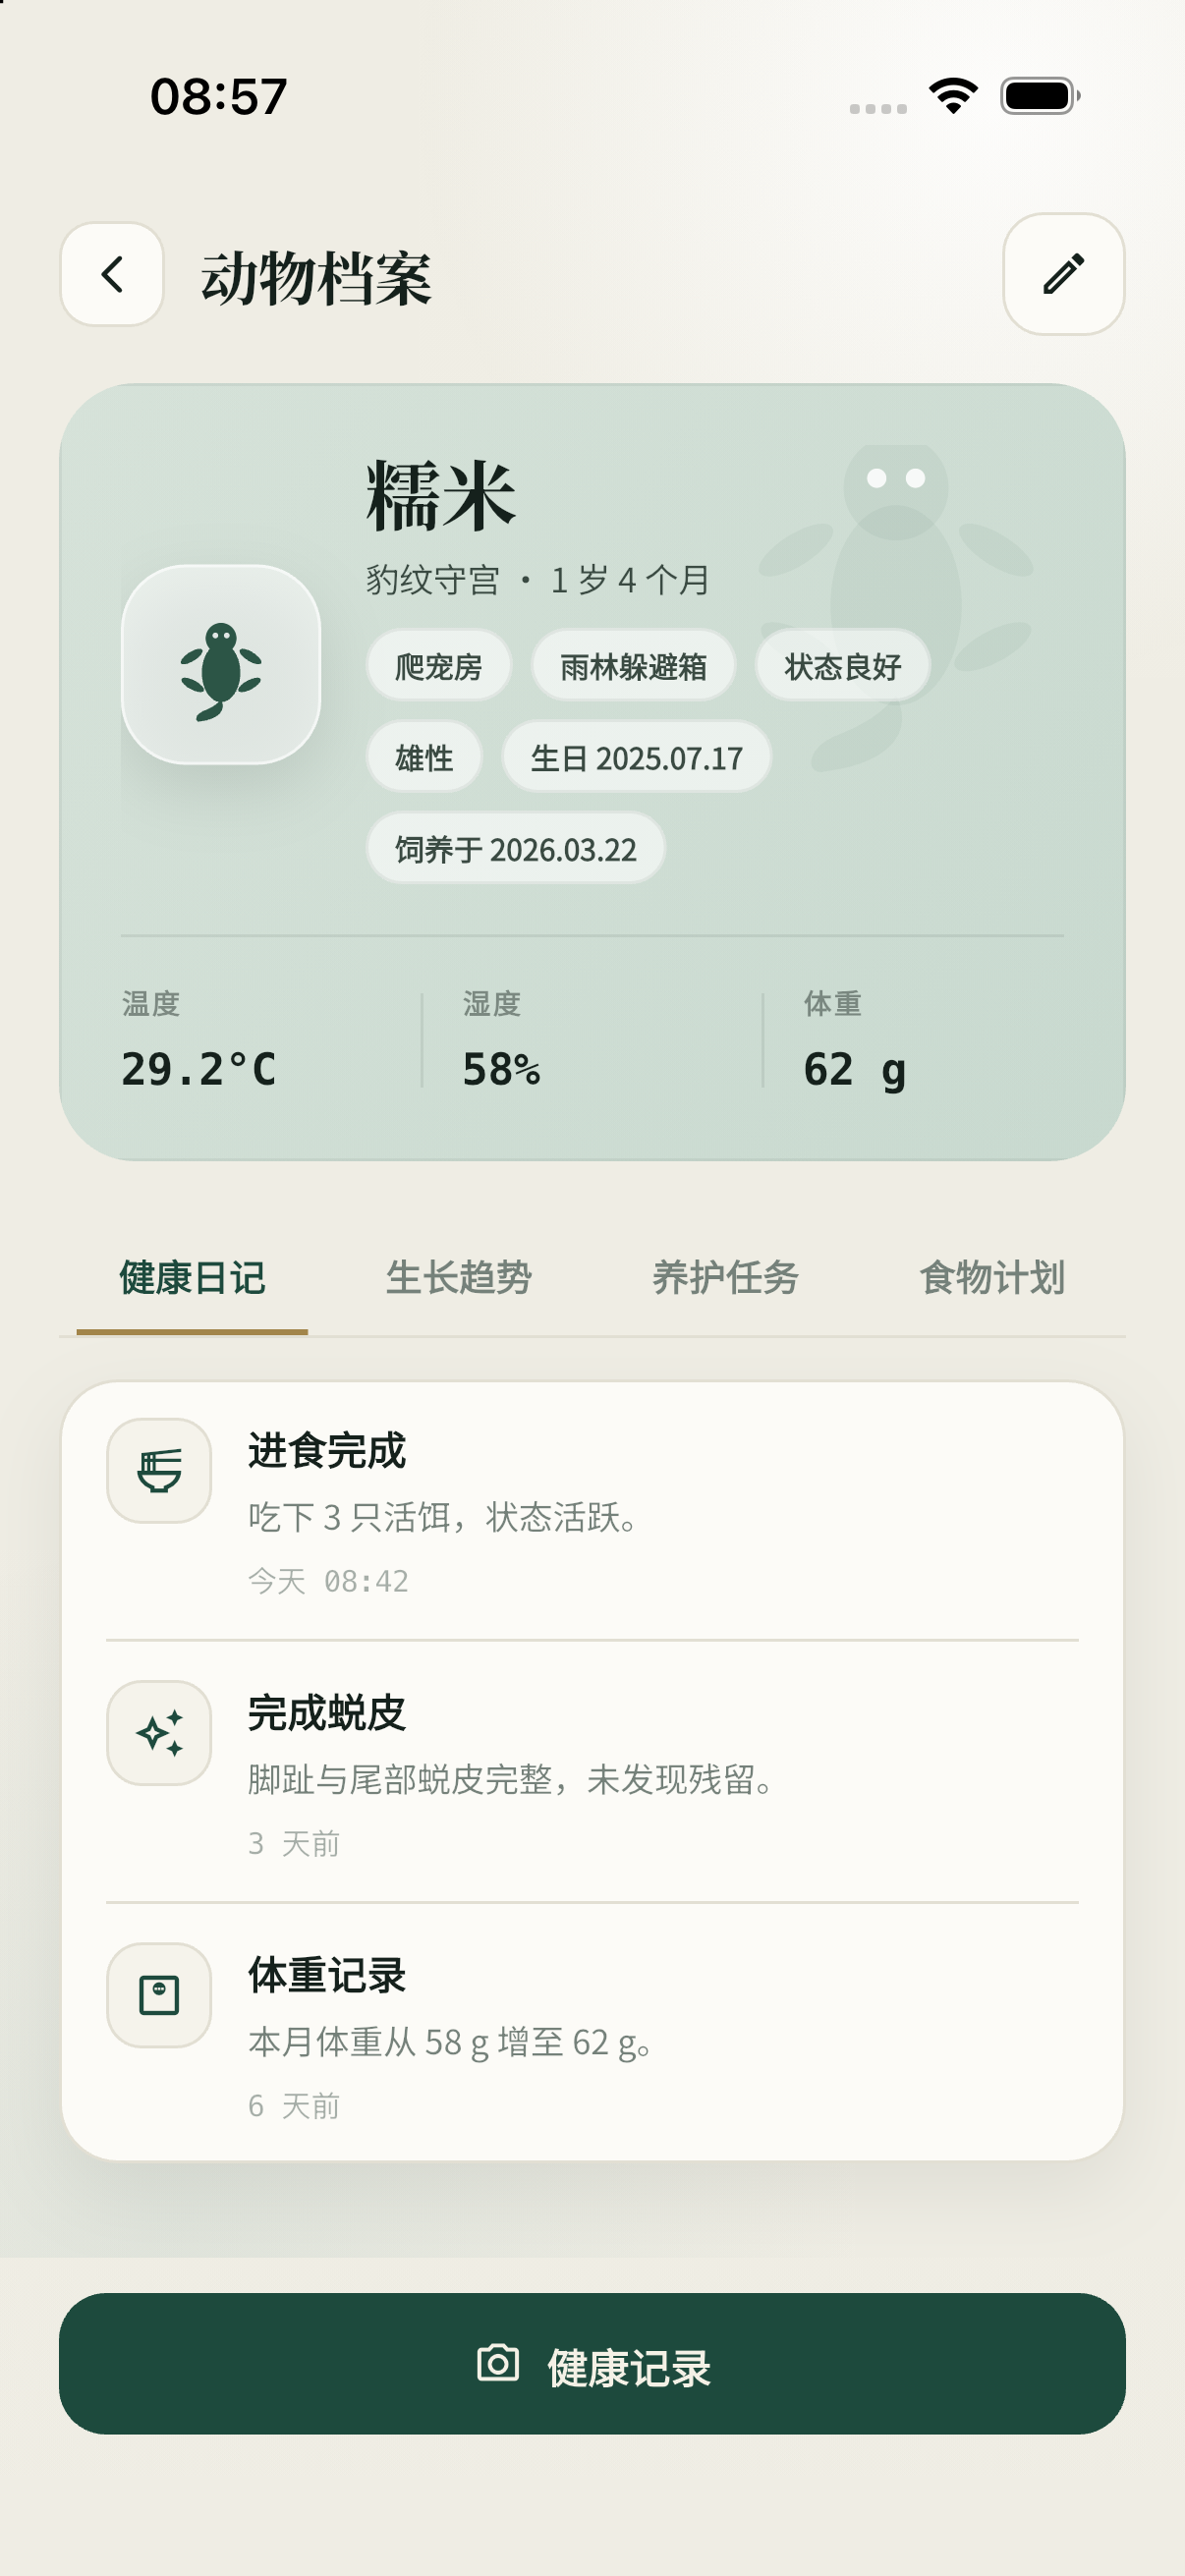 08:57
动物档案
糯米
豹纹守宫 · 1 岁 4 个月
爬宠房 雨林躲避箱 状态良好
雄性 生日 2025.07.17
饲养于 2026.03.22
温度 湿度 体重
29.2°C 58% 62 g
健康日记 生长趋势 养护任务 食物计划
进食完成
吃下 3 只活饵，状态活跃。
今天 08:42
完成蜕皮
脚趾与尾部蜕皮完整，未发现残留。
3 天前
体重记录
本月体重从 58 g 增至 62 g。
6 天前
健康记录